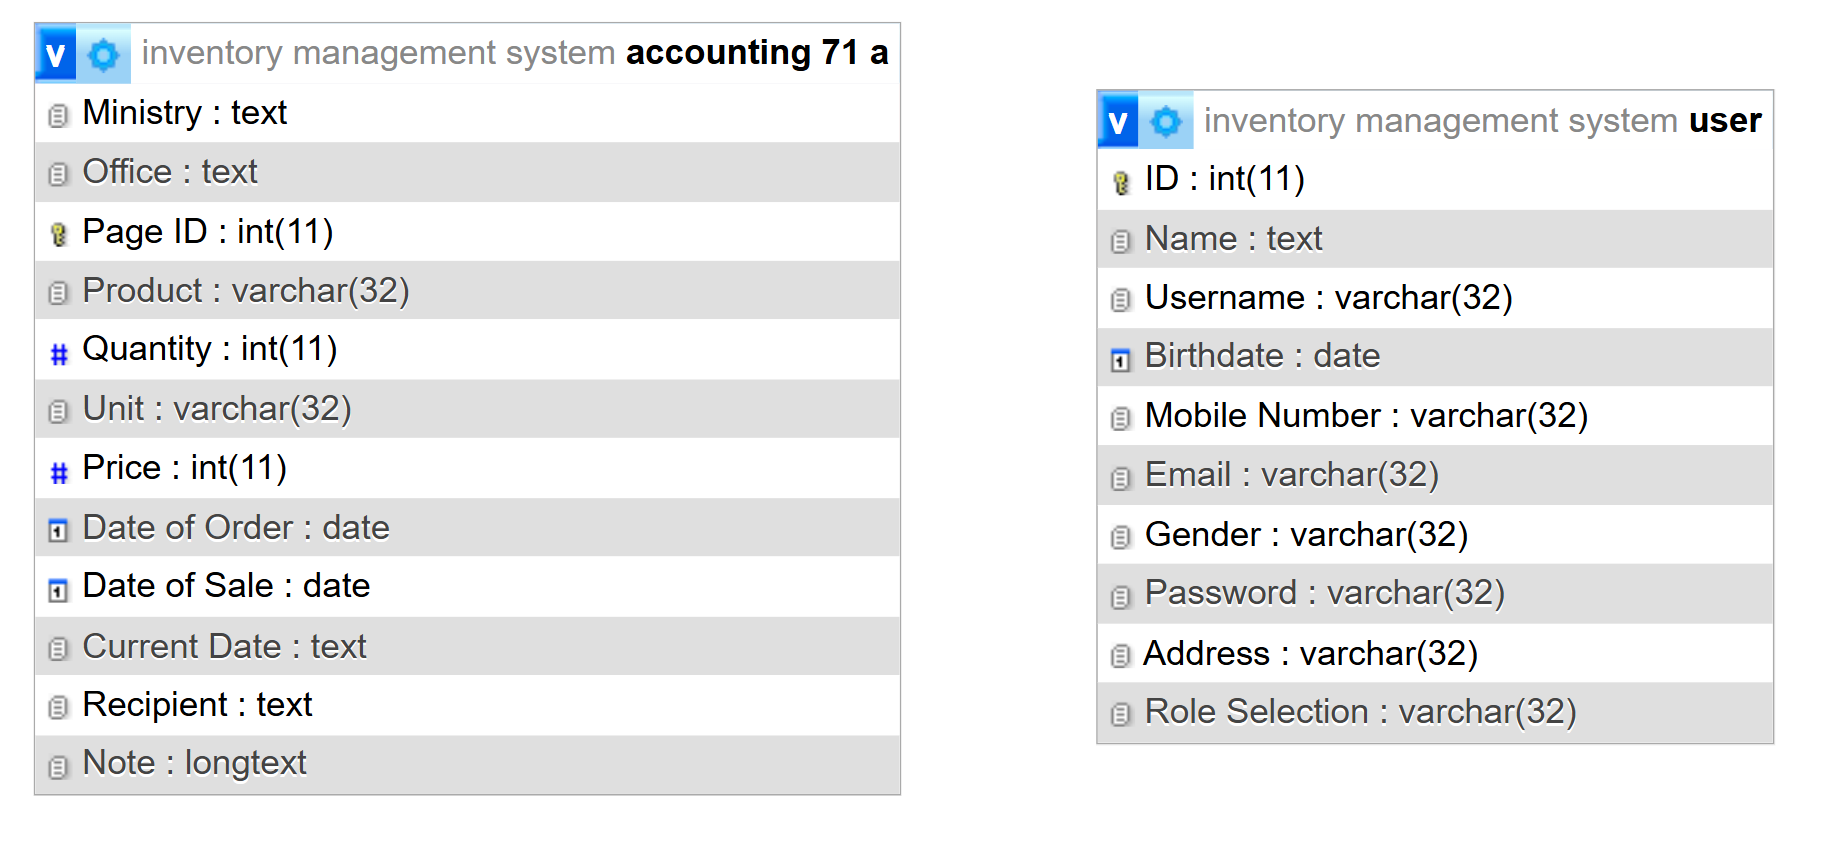 v inventory management system accounting 71 a
Ministry : text
Office : text
Page ID : int(11)
Product : varchar(32)
# Quantity : int(11)
Unit : varchar(32)
# Price : int(11)
1 Date of Order : date
1 Date of Sale : date
Current Date : text
Recipient : text
Note : longtext
v inventory management system user
ID : int(11)
Name : text
Username : varchar(32)
1 Birthdate : date
Mobile Number : varchar(32)
Email : varchar(32)
Gender : varchar(32)
Password : varchar(32)
Address : varchar(32)
Role Selection : varchar(32)